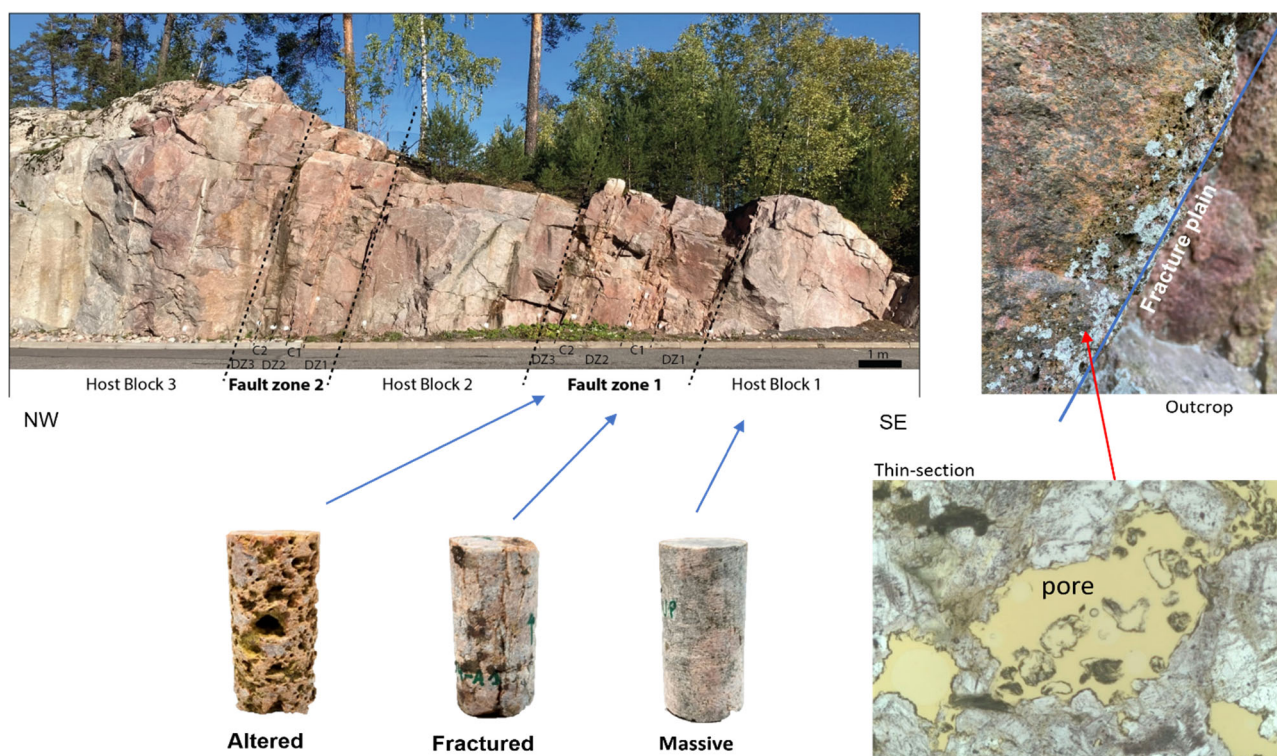 C2
C1
DZ3 DZ2 DZ1
C2
C1
DZ3 DZ2 DZ1
1 m
Host Block 3
Fault zone 2
Host Block 2
Fault zone 1
Host Block 1
NW
SE
Fracture plain
Outcrop
Thin-section
pore
Altered
Fractured
Massive